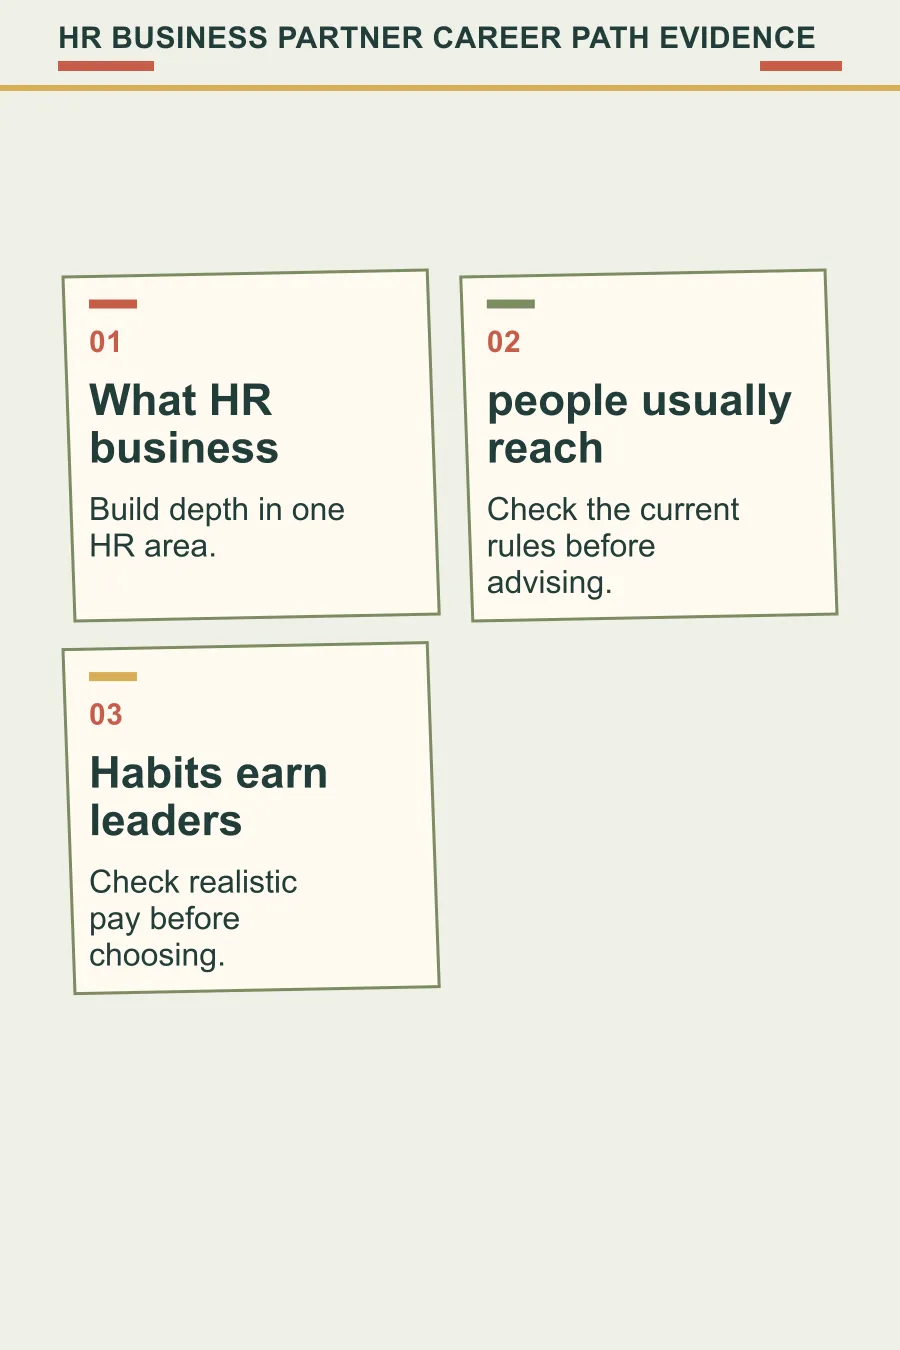 HR BUSINESS PARTNER CAREER PATH EVIDENCE
01
What HR
business
Build depth in one
HR area.
02
people usually
reach
Check the current
rules before
advising.
03
Habits earn
leaders
Check realistic
pay before
choosing.